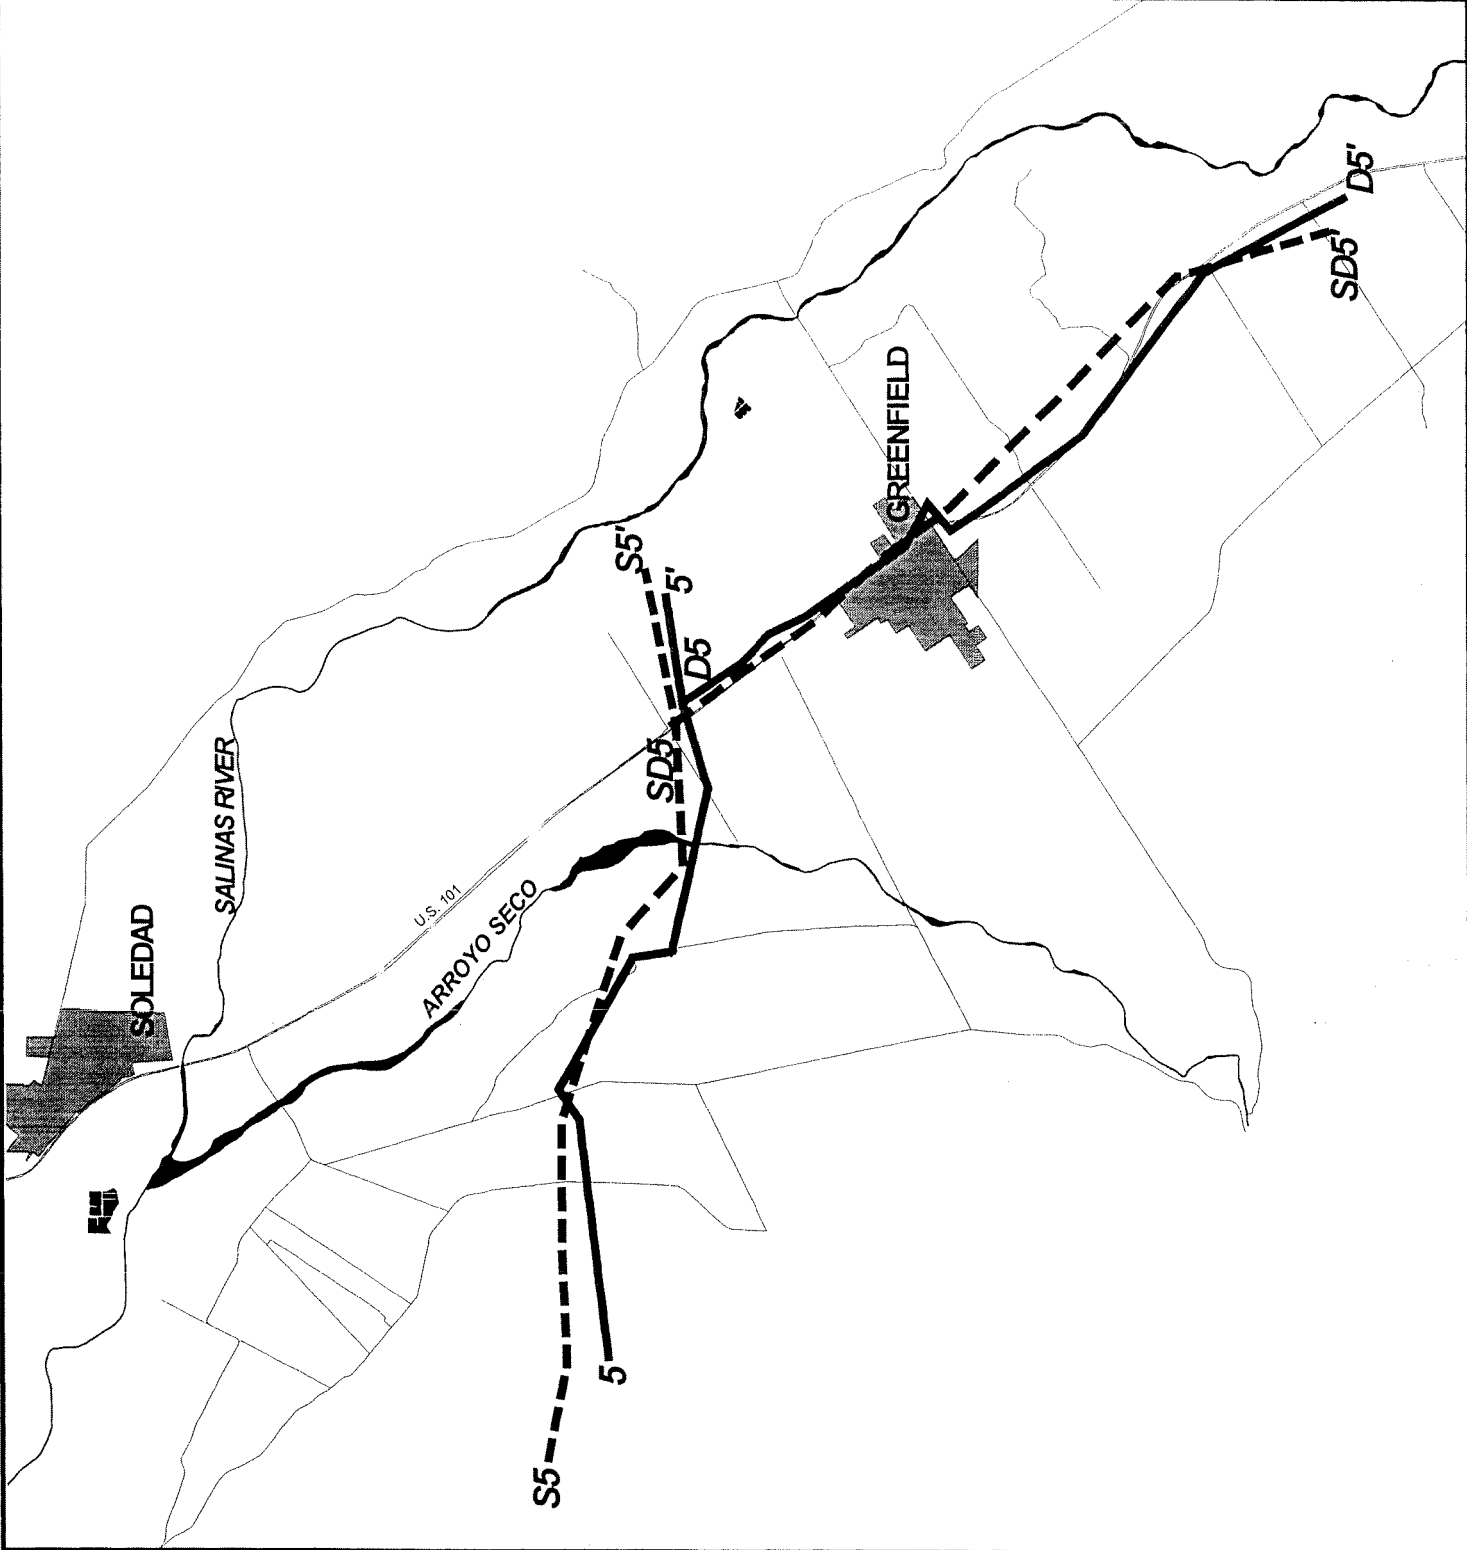 SOLEDAD
SALINAS RIVER
U.S. 101
ARROYO SECO
S5
5
SD5
D5
S5'
5'
GREENFIELD
SD5'
D5'